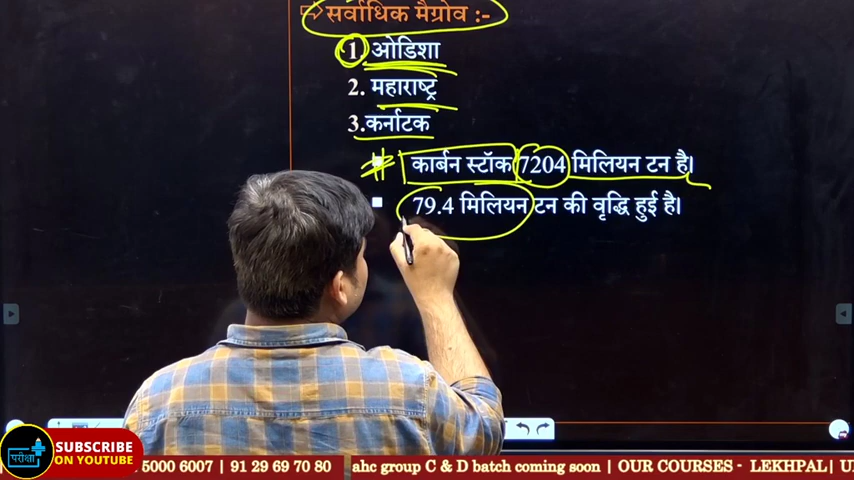 सर्वाधिक मैग्रोव :-
1. ओडिशा
2. महाराष्ट्र
3.कर्नाटक
कार्बन स्टॉक 7204 मिलियन टन है।
79.4 मिलियन टन की वृद्धि हुई है।
परीक्षा
SUBSCRIBE
ON YOUTUBE
5000 6007 | 91 29 69 70 80 ahc group C & D batch coming soon | OUR COURSES - LEKHPAL| U